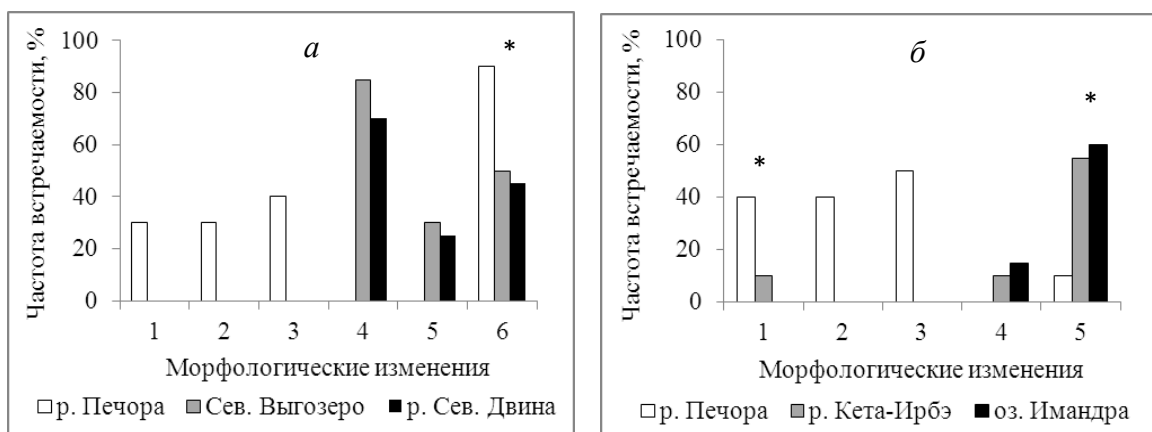 Частота встречаемости, %
100
80
60
40
20
0
а
*
1 2 3 4 5 6
Морфологические изменения
р. Печора Сев. Выгозеро р. Сев. Двина
Частота встречаемости, %
100
80
60
40
20
0
б
*
*
1 2 3 4 5
Морфологические изменения
р. Печора р. Кета-Ирбэ оз. Имандра